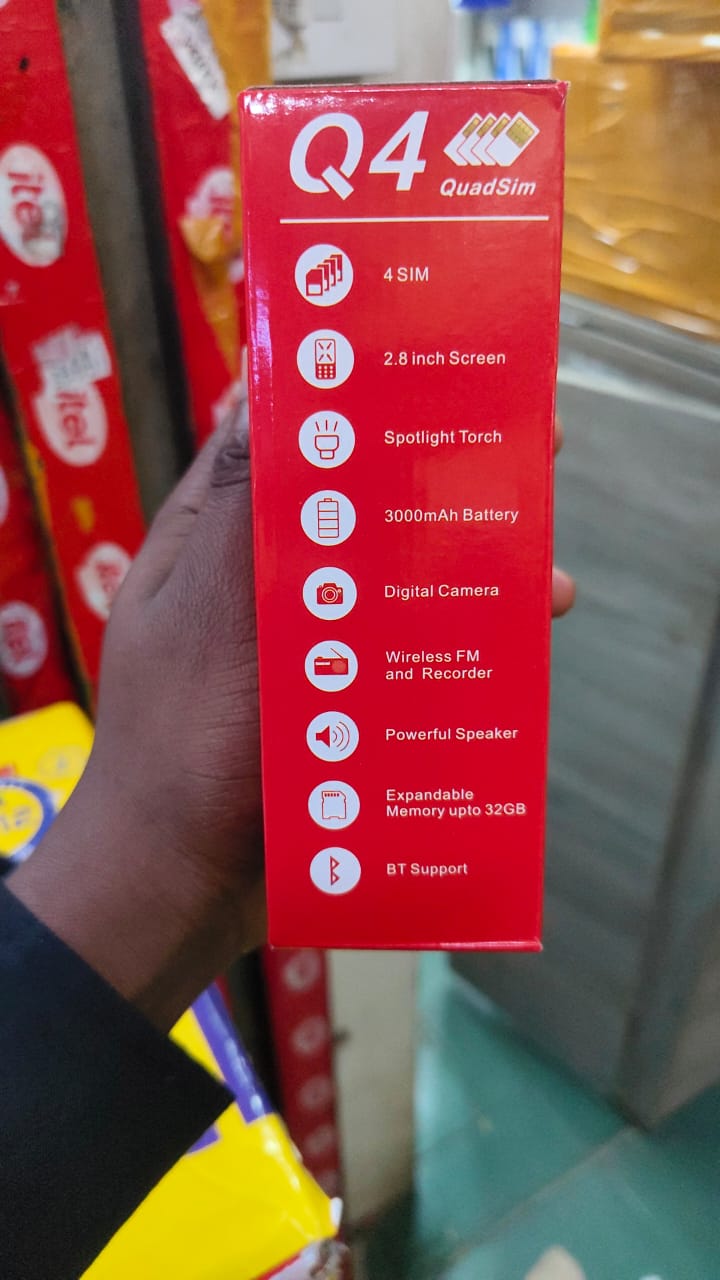 Q4
QuadSim
4 SIM
2.8 inch Screen
Spotlight Torch
3000mAh Battery
Digital Camera
Wireless FM
and Recorder
Powerful Speaker
Expandable
Memory upto 32GB
BT Support
itel
itel
itel
itel